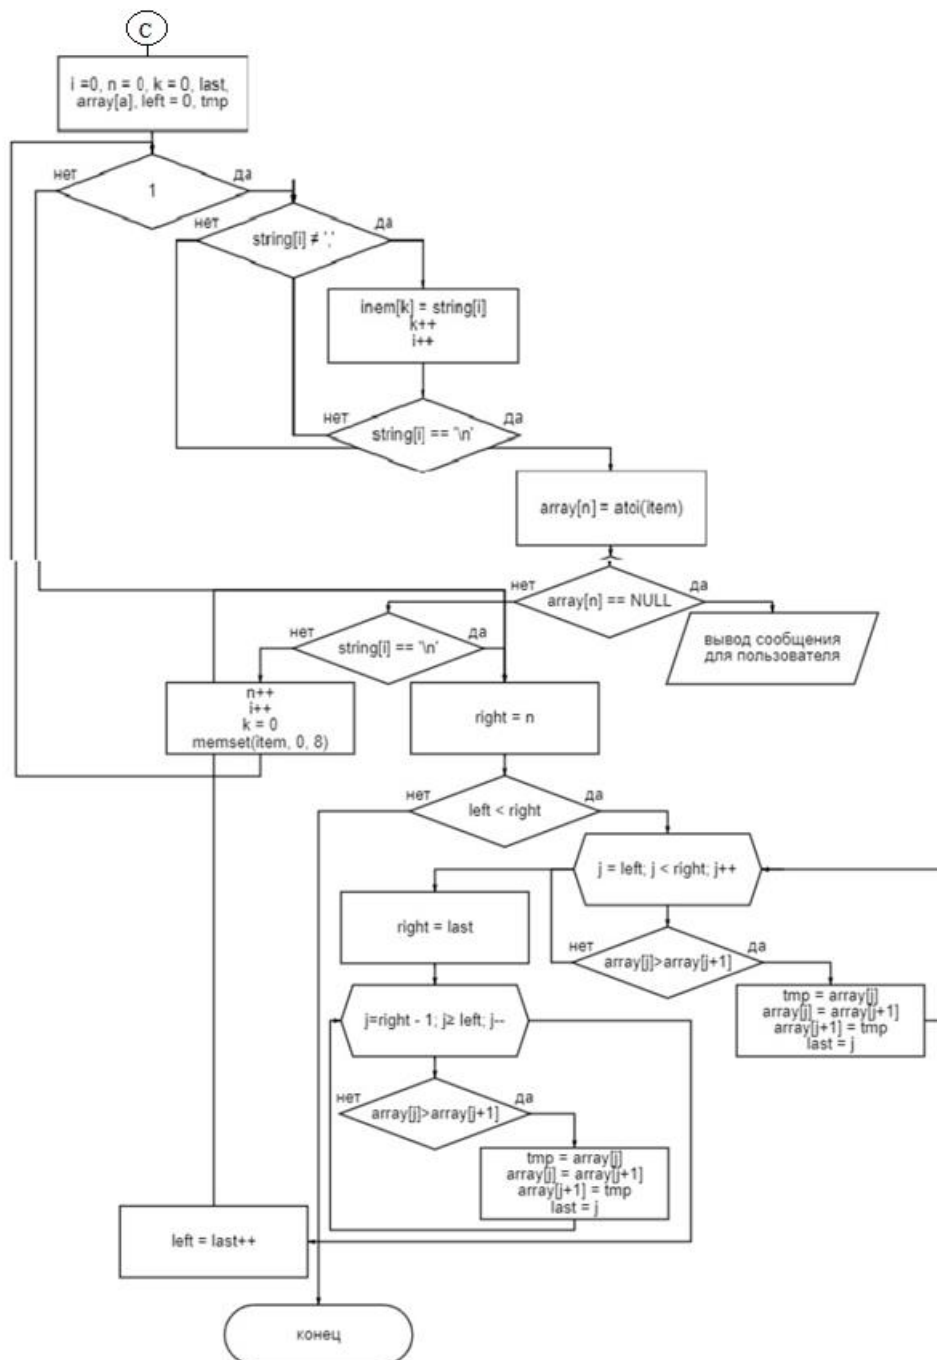 C
i =0, n = 0, k = 0, last,
array[a], left = 0, tmp
нет
да
1
нет
да
string[i] ≠ ','
inem[k] = string[i]
k++
i++
нет
да
string[i] == '\n'
array[n] = atoi(item)
нет
да
array[n] == NULL
вывод сообщения
для пользователя
нет
да
string[i] == '\n'
n++
i++
k = 0
memset(item, 0, 8)
right = n
нет
да
left < right
j = left; j < right; j++
right = last
нет
да
array[j]>array[j+1]
tmp = array[j]
array[j] = array[j+1]
array[j+1] = tmp
last = j
j=right - 1; j≥ left; j--
нет
да
array[j]>array[j+1]
tmp = array[j]
array[j] = array[j+1]
array[j+1] = tmp
last = j
left = last++
конец